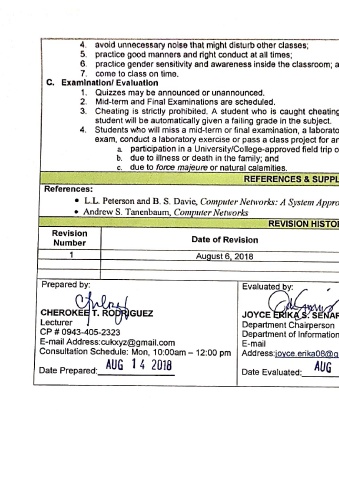 4. avoid unnecessary noise that might disturb other classes;
5. practice good manners and right conduct at all times;
6. practice gender sensitivity and awareness inside the classroom; a
7. come to class on time.
C. Examination/ Evaluation
1. Quizzes may be announced or unannounced.
2. Mid-term and Final Examinations are scheduled.
3. Cheating is strictly prohibited. A student who is caught cheating
student will be automatically given a failing grade in the subject.
4. Students who will miss a mid-term or final examination, a laborato
exam, conduct a laboratory exercise or pass a class project for an
a. participation in a University/College-approved field trip o
b. due to illness or death in the family; and
c. due to force majeure or natural calamities.
REFERENCES & SUPPL
References:
• L.L. Peterson and B. S. Davie, Computer Networks: A System Appro
• Andrew S. Tanenbaum, Computer Networks
REVISION HISTOR
Revision Number
Date of Revision
1
August 6, 2018
Prepared by:
CHEROKEE T. RODRIGUEZ
Lecturer
CP # 0943-405-2323
E-mail Address:cukxyz@gmail.com
Consultation Schedule: Mon, 10:00am – 12:00 pm
Date Prepared: AUG 14 2018
Evaluated by:
JOYCE ERIKA S. SENAR
Department Chairperson
Department of Information
E-mail
Address:joyce.erika08@g
Date Evaluated: AUG